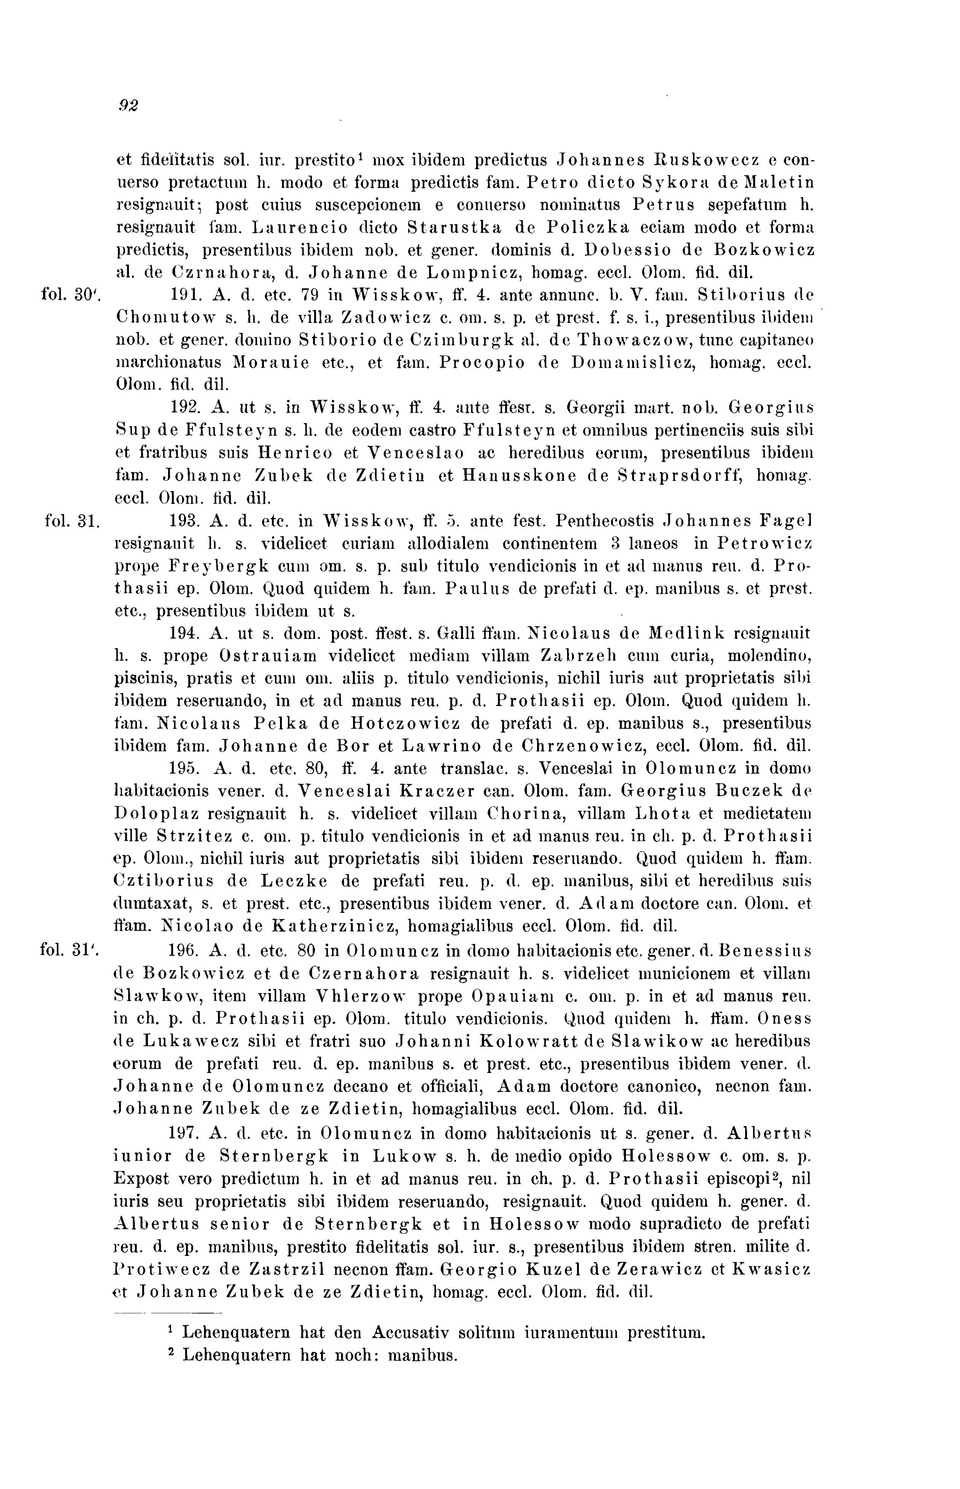 92
et fidelitatis sol. iur. prestito¹ mox ibidem predictus Johannes Ruskowecz e con-
uerso pretactum h. modo et forma predictis fam. Petro dicto Sykora de Maletin
resignauit; post cuius suscepcionem e conuerso nominatus Petrus sepefatum h.
resignauit fam. Laurencio dicto Starustka de Policzka eciam modo et forma
predictis, presentibus ibidem nob. et gener. dominis d. Dobessio de Bozkowicz
al. de Czrnahora, d. Johanne de Lompnicz, homag. eccl. Olom. fid. dil.
fol. 30'. 191. A. d. etc. 79 in Wisskow, ff. 4. ante annunc. b. V. fam. Stiborius de
Chomutow s. h. de villa Zadowicz c. om. s. p. et prest. f. s. i., presentibus ibidem
nob. et gener. domino Stiborio de Czimburgk al. de Thowaczow, tunc capitaneo
marchionatus Morauie etc., et fam. Procopio de Domamislicz, homag. eccl.
Olom. fid. dil.
192. A. ut s. in Wisskow, ff. 4. ante ffest. s. Georgii mart. nob. Georgius
Sup de Ffulsteyn s. h. de eodem castro Ffulsteyn et omnibus pertinenciis suis sibi
et fratribus suis Henrico et Venceslao ac heredibus eorum, presentibus ibidem
fam. Johanne Zubek de Zdietin et Hanusskone de Straprsdorff, homag.
eccl. Olom. fid. dil.
fol. 31. 193. A. d. etc. in Wisskow, ff. 5. ante fest. Penthecostis Johannes Fagel
resignauit h. s. videlicet curiam allodialem continentem 3 laneos in Petrowicz
prope Freybergk cum om. s. p. sub titulo vendicionis in et ad manus reu. d. Pro-
thasii ep. Olom. Quod quidem h. fam. Paulus de prefati d. ep. manibus s. et prest.
etc., presentibus ibidem ut s.
194. A. ut s. dom. post. ffest. s. Galli ffam. Nicolaus de Medlink resignauit
h. s. prope Ostrauiam videlicet mediam villam Zabrzeh cum curia, molendino,
piscinis, pratis et cum om. aliis p. titulo vendicionis, nichil iuris aut proprietatis sibi
ibidem reseruando, in et ad manus reu. p. d. Prothasii ep. Olom. Quod quidem h.
fam. Nicolaus Pelka de Hotczowicz de prefati d. ep. manibus s., presentibus
ibidem fam. Johanne de Bor et Lawrino de Chrzenowicz, eccl. Olom. fid. dil.
195. A. d. etc. 80, ff. 4. ante translac. s. Venceslai in Olomuncz in domo
habitacionis vener. d. Venceslai Kraczer can. Olom. fam. Georgius Buczek de
Doloplaz resignauit h. s. videlicet villam Chorina, villam Lhota et medietatem
ville Strzitez c. om. p. titulo vendicionis in et ad manus reu. in ch. p. d. Prothasii
ep. Olom., nichil iuris aut proprietatis sibi ibidem reseruando. Quod quidem h. ffam.
Cztiborius de Leczke de prefati reu. p. d. ep. manibus, sibi et heredibus suis
dumtaxat, s. et prest. etc., presentibus ibidem vener. d. Adam doctore can. Olom. et
ffam. Nicolao de Katherzinicz, homagialibus eccl. Olom. fid. dil.
fol. 31'. 196. A. d. etc. 80 in Olomuncz in domo habitacionis etc. gener. d. Benessius
de Bozkowicz et de Czernahora resignauit h. s. videlicet municionem et villam
Slawkow, item villam Vhlerzow prope Opauiam c. om. p. in et ad manus reu.
in ch. p. d. Prothasii ep. Olom. titulo vendicionis. Quod quidem h. ffam. Oness
de Lukawecz sibi et fratri suo Johanni Kolowratt de Slawikow ac heredibus
eorum de prefati reu. d. ep. manibus s. et prest. etc., presentibus ibidem vener. d.
Johanne de Olomuncz decano et officiali, Adam doctore canonico, necnon fam.
Johanne Zubek de ze Zdietin, homagialibus eccl. Olom. fid. dil.
197. A. d. etc. in Olomuncz in domo habitacionis ut s. gener. d. Albertus
iunior de Sternbergk in Lukow s. h. de medio opido Holessow c. om. s. p.
Expost vero predictum h. in et ad manus reu. in ch. p. d. Prothasii episcopi², nil
iuris seu proprietatis sibi ibidem reseruando, resignauit. Quod quidem h. gener. d.
Albertus senior de Sternbergk et in Holessow modo supradicto de prefati
reu. d. ep. manibus, prestito fidelitatis sol. iur. s., presentibus ibidem stren. milite d.
Protiwecz de Zastrzil necnon ffam. Georgio Kuzel de Zerawicz et Kwasicz
et Johanne Zubek de ze Zdietin, homag. eccl. Olom. fid. dil.
¹ Lehenquatern hat den Accusativ solitum iuramentum prestitum.
² Lehenquatern hat noch: manibus.